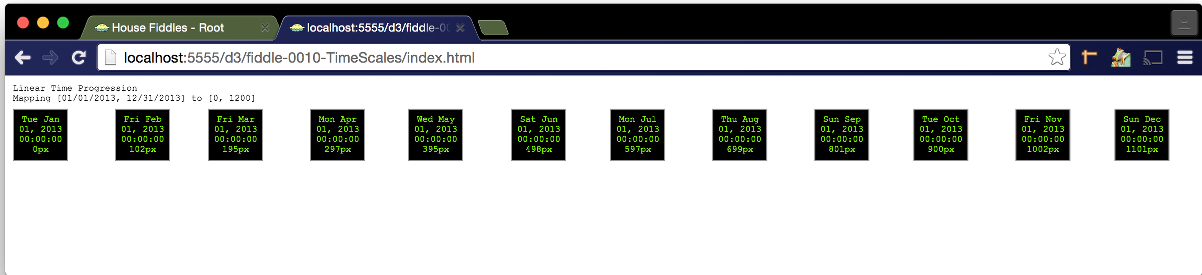 House Fiddles - Root
localhost:5555/d3/fiddle-0
localhost:5555/d3/fiddle-0010-TimeScales/index.html
Linear Time Progression
Mapping [01/01/2013, 12/31/2013] to [0, 1200]
Tue Jan
01, 2013
00:00:00
0px
Fri Feb
01, 2013
00:00:00
102px
Fri Mar
01, 2013
00:00:00
195px
Mon Apr
01, 2013
00:00:00
297px
Wed May
01, 2013
00:00:00
395px
Sat Jun
01, 2013
00:00:00
498px
Mon Jul
01, 2013
00:00:00
597px
Thu Aug
01, 2013
00:00:00
699px
Sun Sep
01, 2013
00:00:00
801px
Tue Oct
01, 2013
00:00:00
900px
Fri Nov
01, 2013
00:00:00
1002px
Sun Dec
01, 2013
00:00:00
1101px